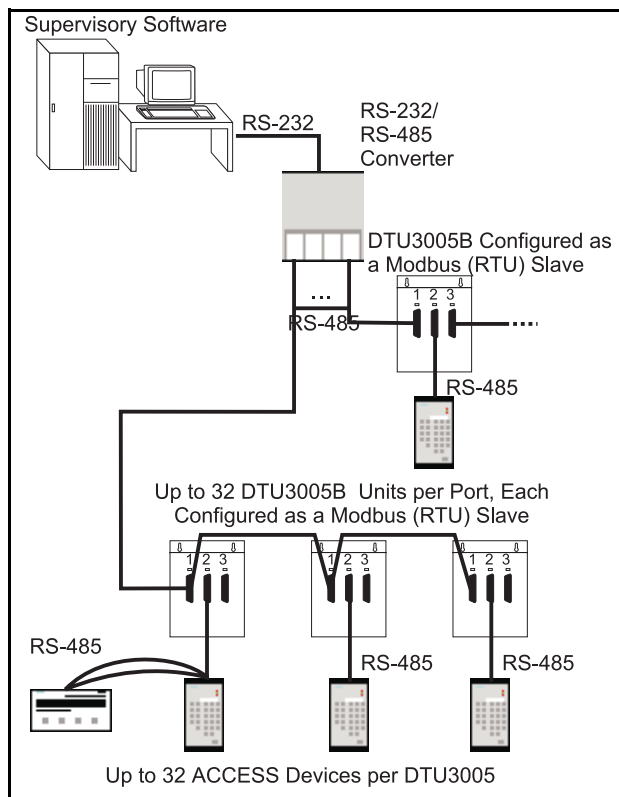 Supervisory Software
RS-232
RS-232/
RS-485
Converter
DTU3005B Configured as
a Modbus (RTU) Slave
...
RS-485
1 2 3
RS-485
Up to 32 DTU3005B Units per Port, Each
Configured as a Modbus (RTU) Slave
1 2 3
1 2 3
1 2 3
RS-485
RS-485
RS-485
Up to 32 ACCESS Devices per DTU3005